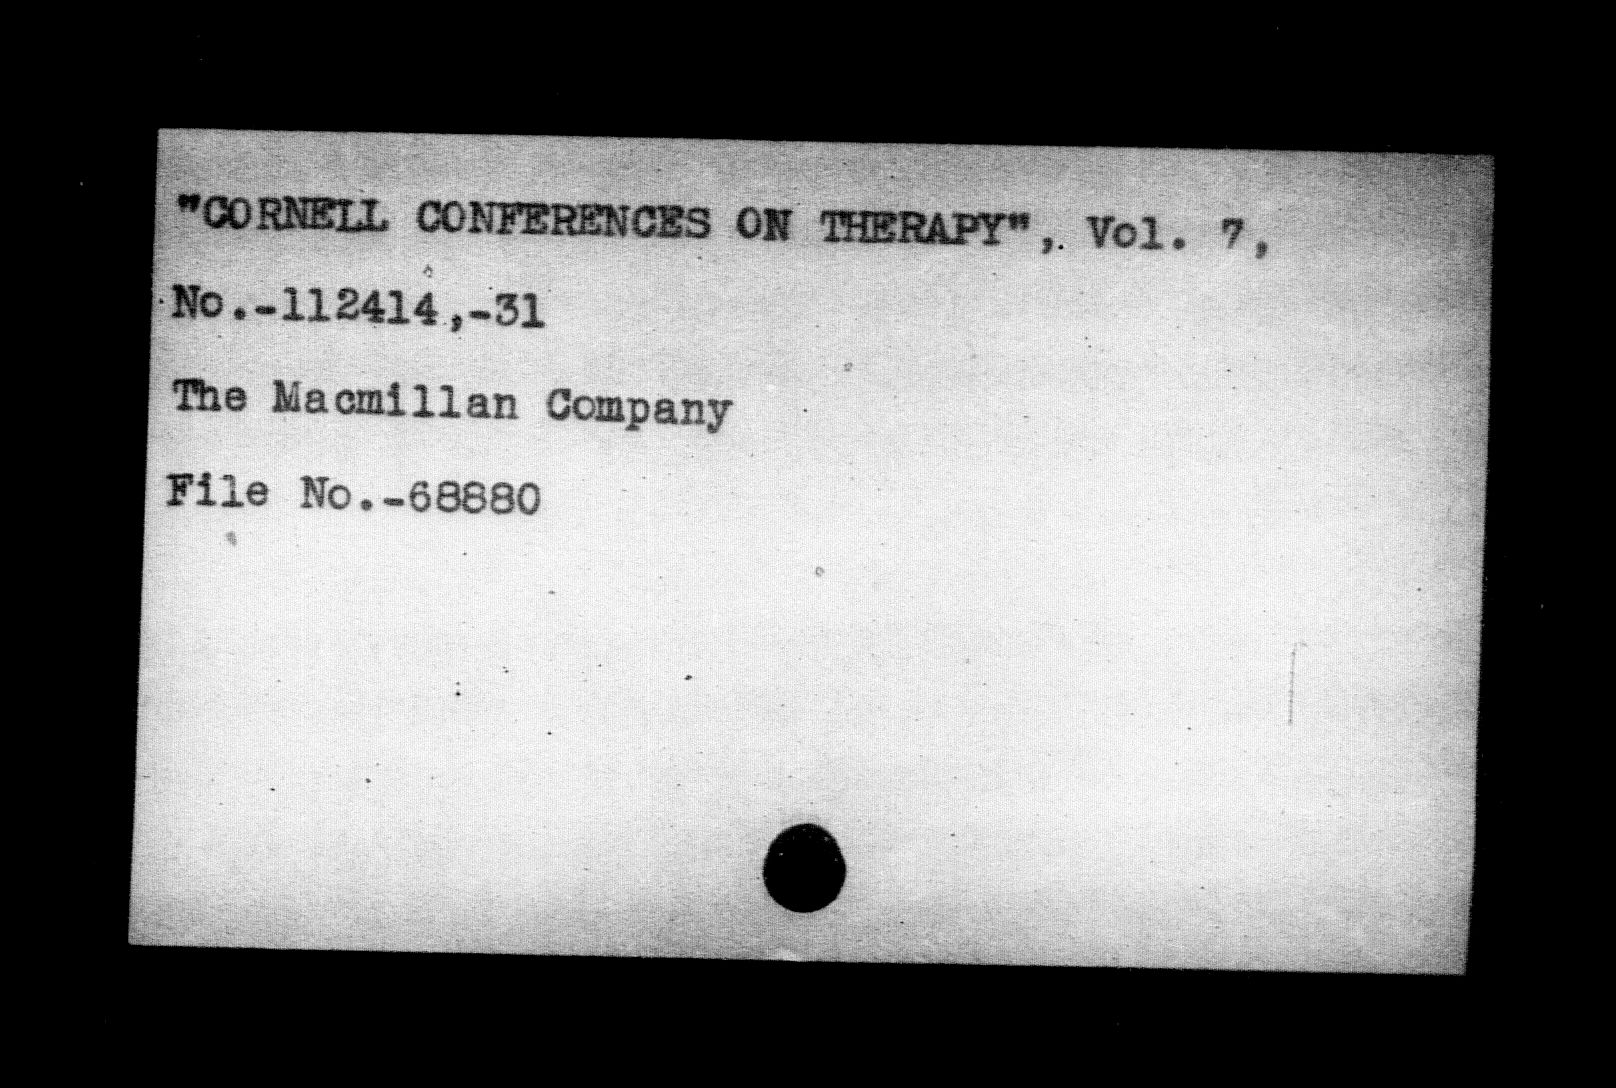 "CORNELL CONFERENCES ON THERAPY", Vol. 7,
No.-112414,-31
The Macmillan Company
File No.-68880